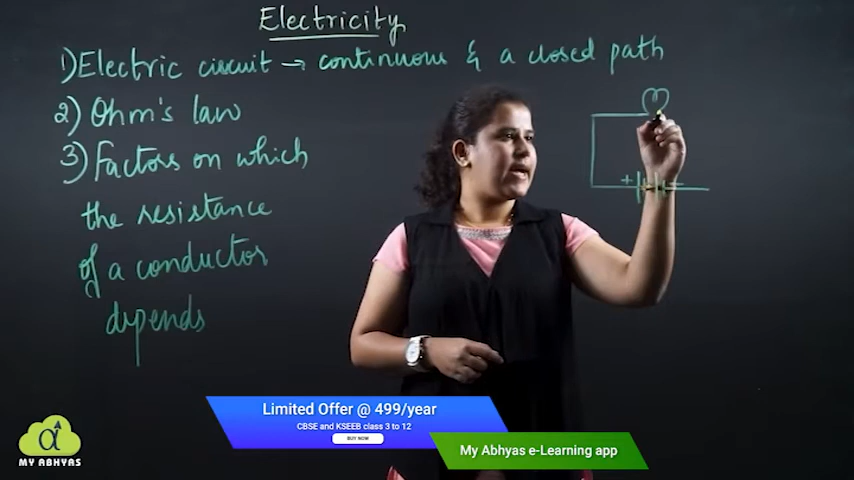 Electricity
1) Electric circuit → continuous & a closed path
2) Ohm's law
3) Factors on which
the resistance
of a conductor
depends
+ −
Limited Offer @ 499/year
CBSE and KSEEB class 3 to 12
BUY NOW
My Abhyas e-Learning app
MY ABHYAS